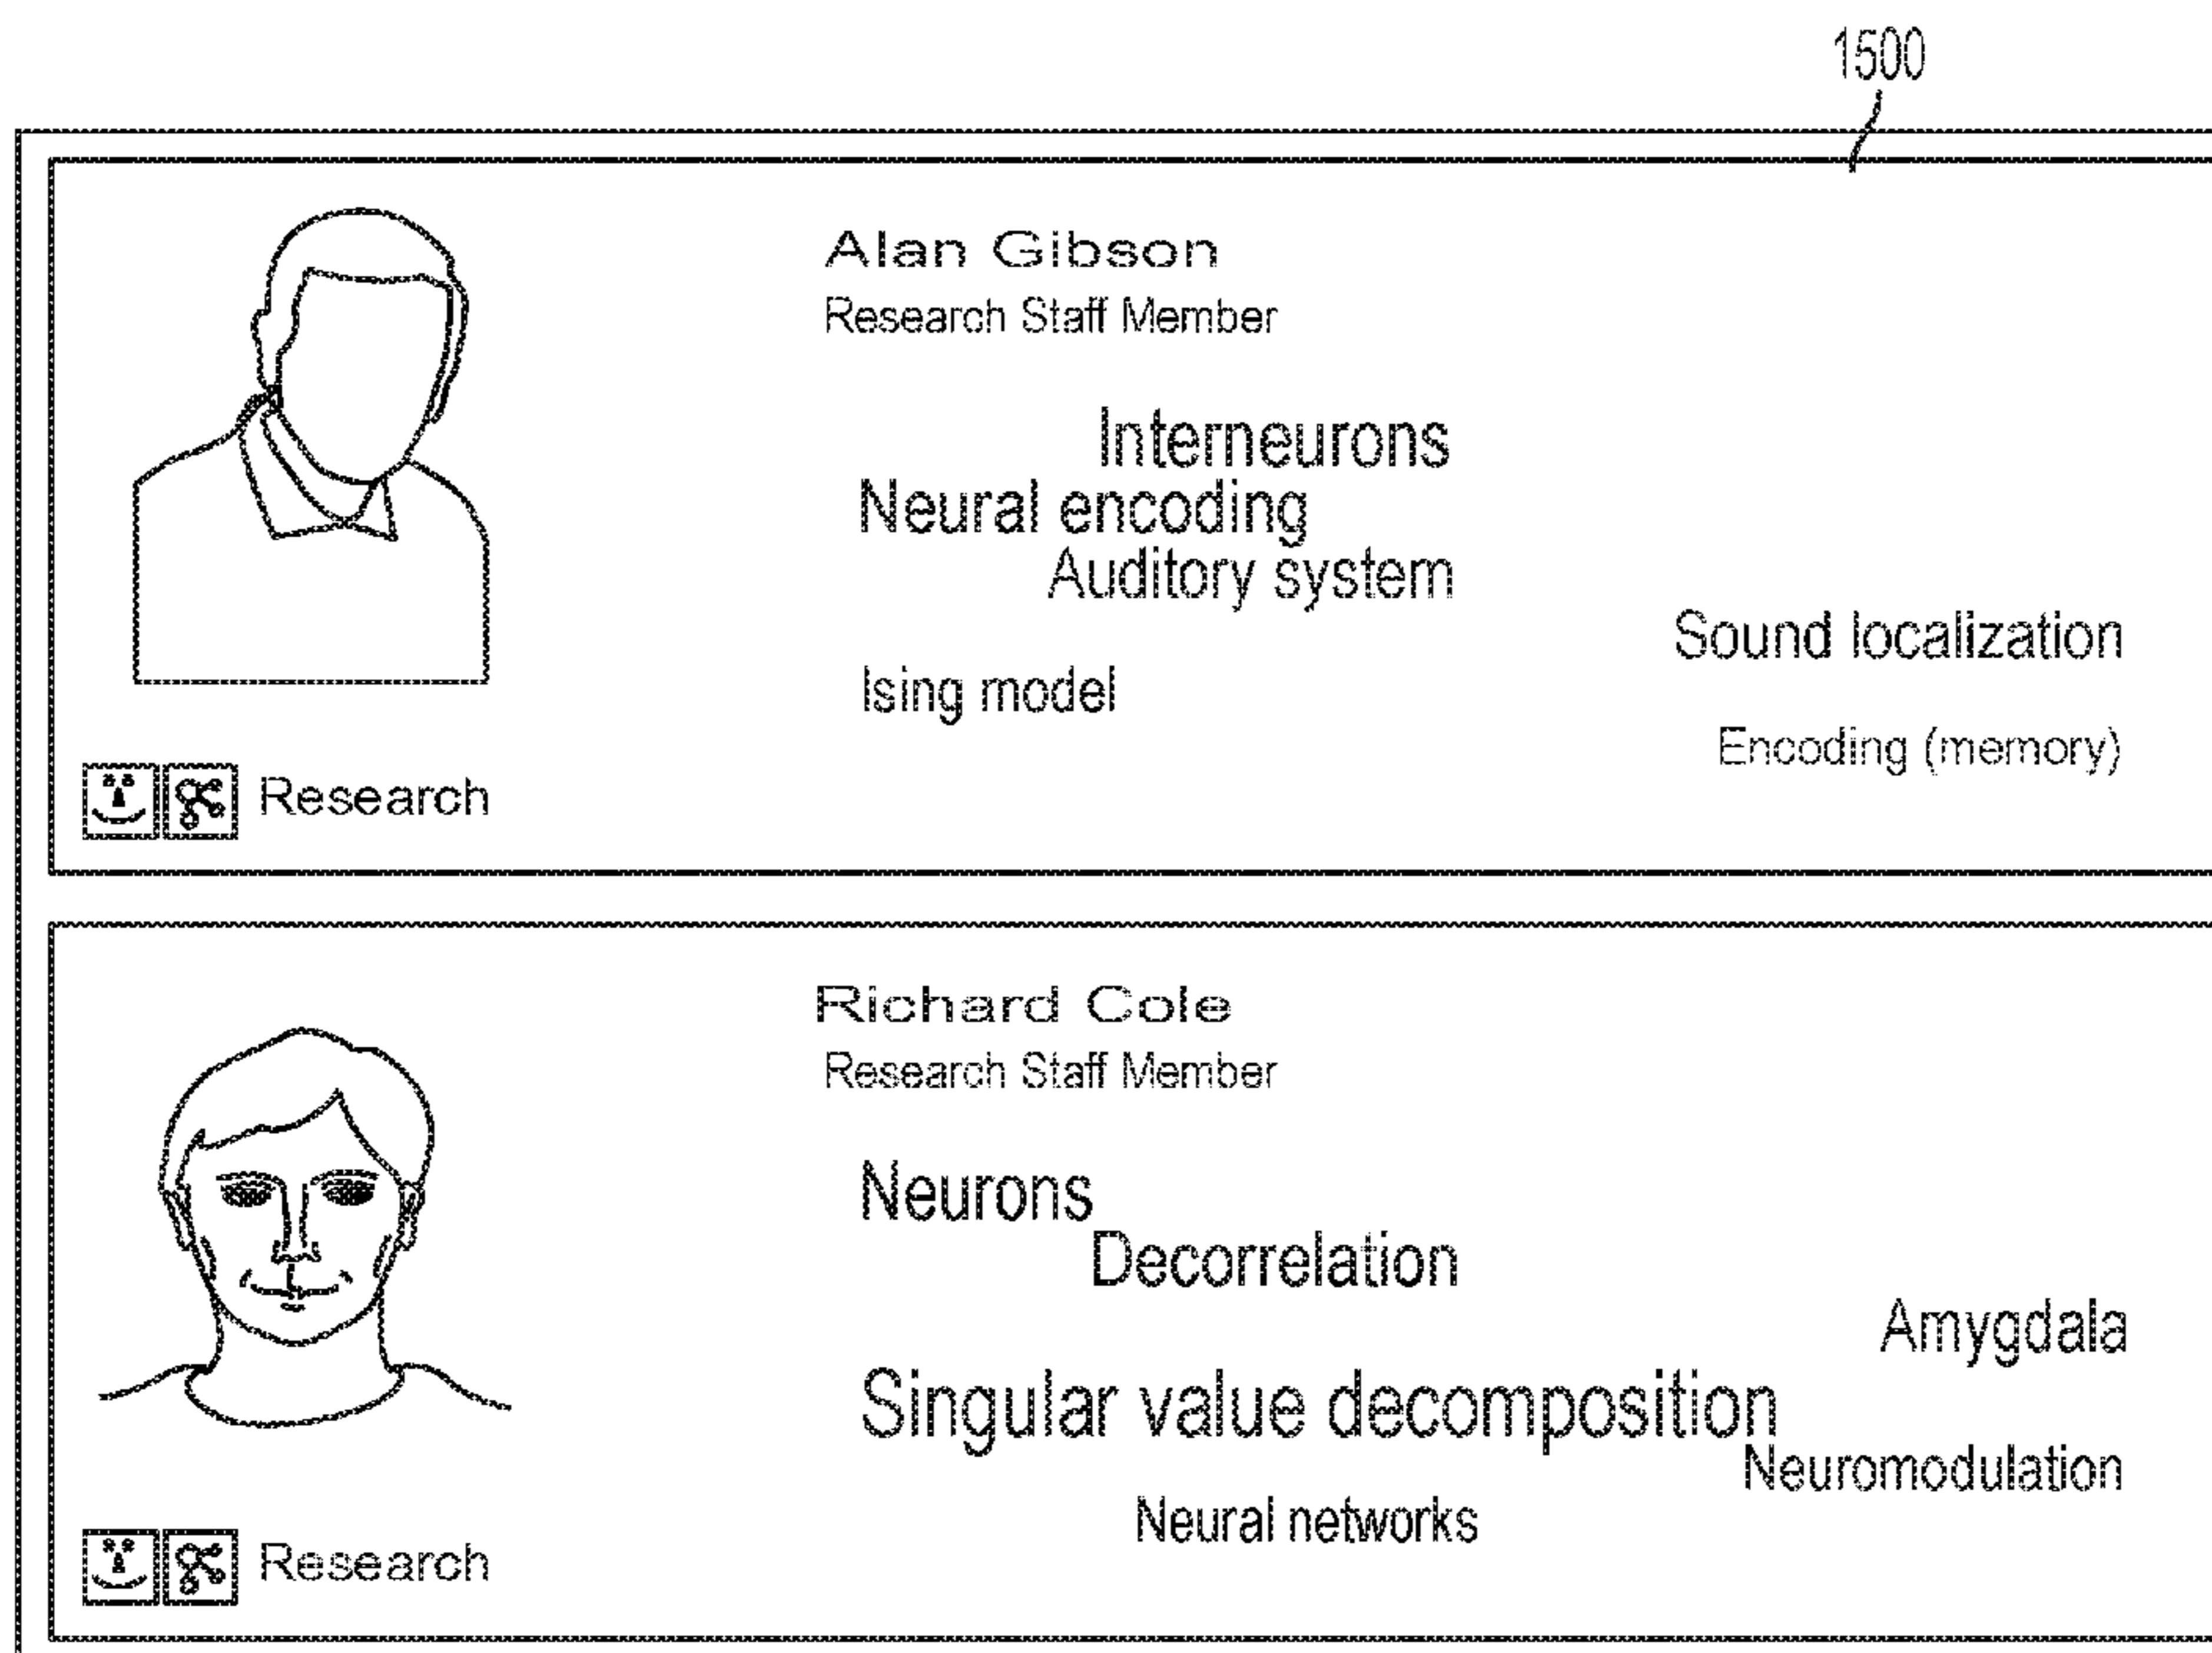 1500
Alan Gibson
Research Staff Member
Interneurons
Neural encoding
Auditory system
Sound localization
Ising model
Encoding (memory)
Research
Richard Cole
Research Staff Member
Neurons
Decorrelation
Amygdala
Singular value decomposition
Neuromodulation
Neural networks
Research